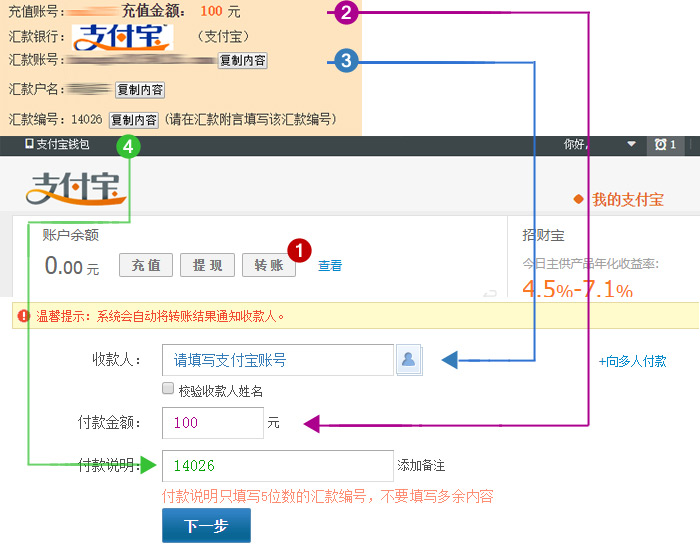 充值账号: 充值金额： 100 元
2
汇款银行: 支付宝 （支付宝）
汇款账号: 复制内容
3
汇款户名: 复制内容
汇款编号: 14026 复制内容 (请在汇款附言填写该汇款编号)
支付宝钱包
4
你好,
1
支付宝
我的支付宝
账户余额
招财宝
0.00 元
充 值
提 现
转 账
1
查看
今日主供产品年化收益率:
4.5%-7.1%
温馨提示：系统会自动将转账结果通知收款人。
收款人： 请填写支付宝账号
+向多人付款
校验收款人姓名
付款金额： 100 元
付款说明： 14026 添加备注
付款说明只填写5位数的汇款编号，不要填写多余内容
下一步